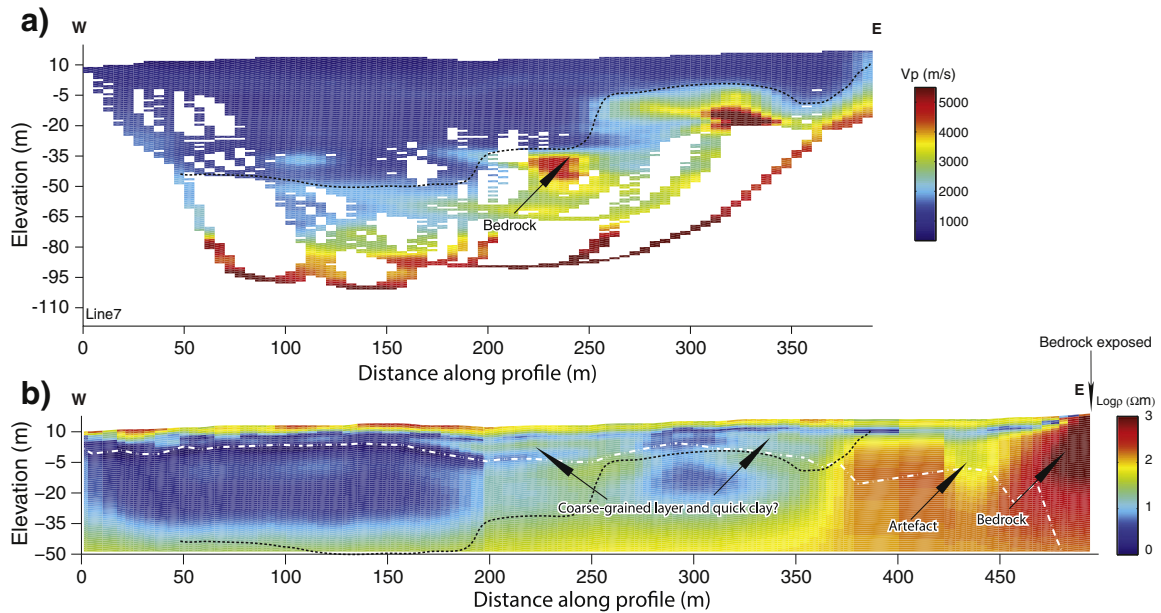 a)
W
E
10
-5
-20
-35
-50
-65
-80
-95
-110
Elevation (m)
Bedrock
Line7
0 50 100 150 200 250 300 350
Distance along profile (m)
Vp (m/s)
5000
4000
3000
2000
1000
Bedrock exposed
b)
W
E
Logρ (Ωm)
3
2
1
0
10
−5
−20
−35
−50
Elevation (m)
Coarse-grained layer and quick clay?
Artefact
Bedrock
0 50 100 150 200 250 300 350 400 450
Distance along profile (m)